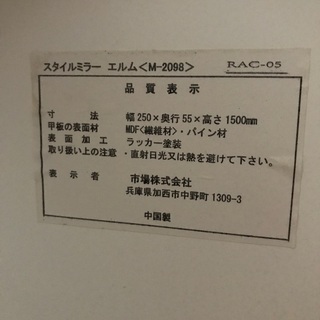 スタイルミラー エルム<M-2098>
RAC-05
品質表示
寸法 幅250×奥行55×高さ1500mm
甲板の表面材 MDF<繊維材>・パイン材
表面加工 ラッカー塗装
取り扱い上の注意 ・直射日光又は熱を避けて下さい。
表示者 市場株式会社
兵庫県加西市中野町1309-3
中国製